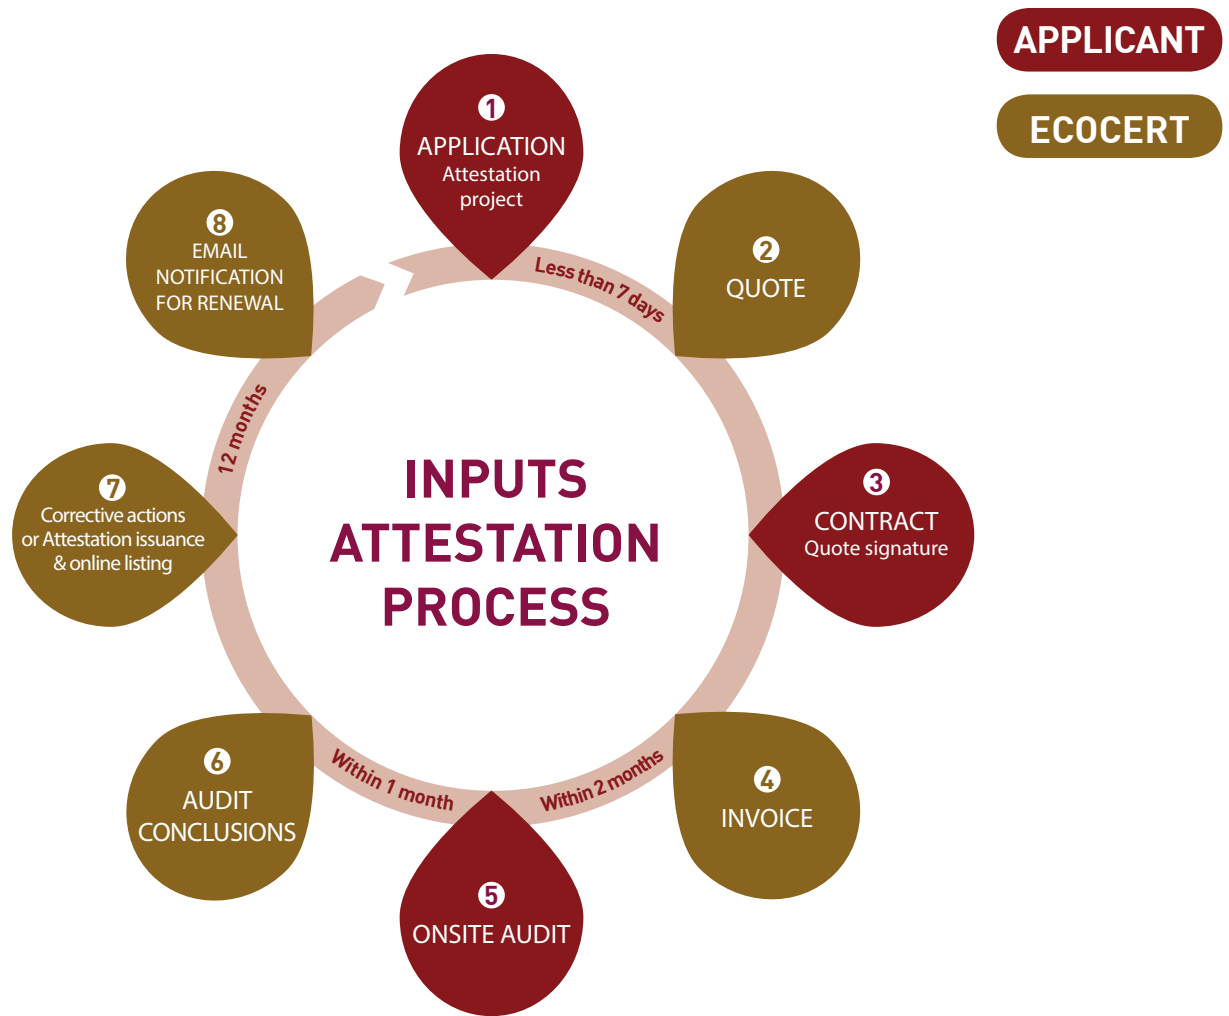 APPLICANT
ECOCERT
1
APPLICATION
Attestation
project
Less than 7 days
2
QUOTE
3
CONTRACT
Quote signature
4
INVOICE
Within 2 months
5
ONSITE AUDIT
Within 1 month
6
AUDIT
CONCLUSIONS
7
Corrective actions
or Attestation issuance
& online listing
12 months
8
EMAIL
NOTIFICATION
FOR RENEWAL
INPUTS
ATTESTATION
PROCESS